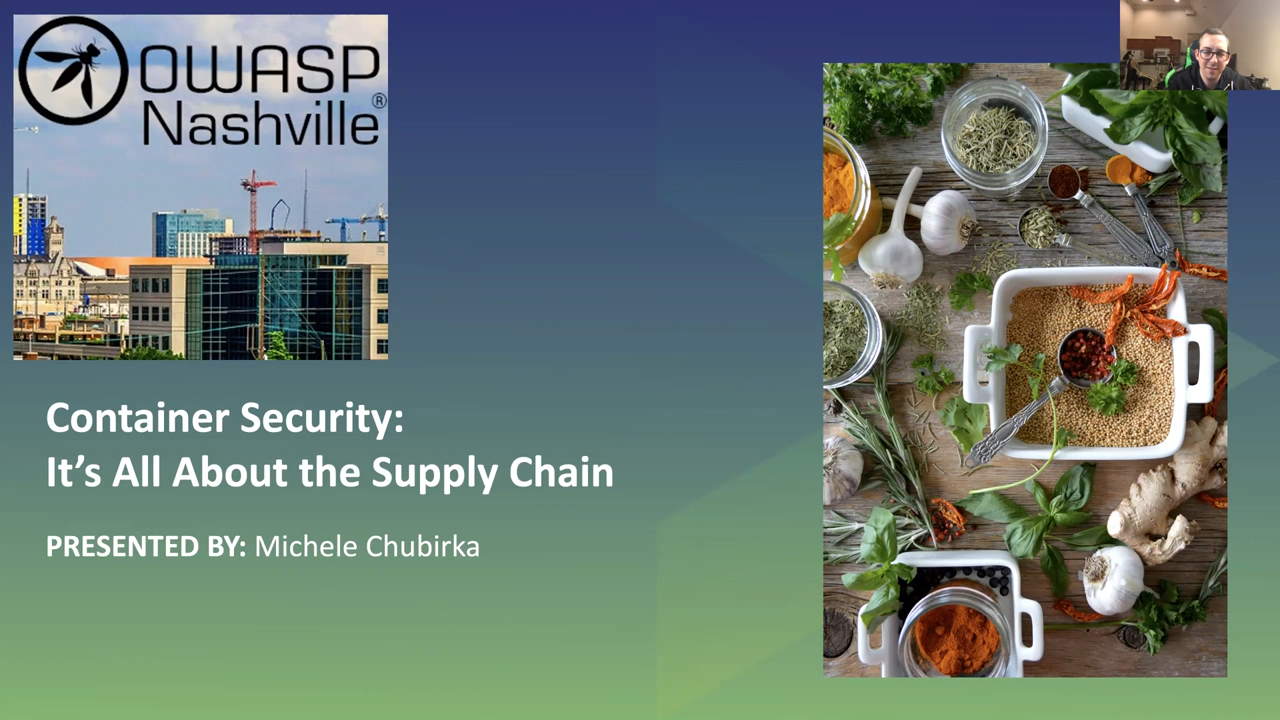 OWASP
Nashville®
Container Security:
It’s All About the Supply Chain
PRESENTED BY: Michele Chubirka